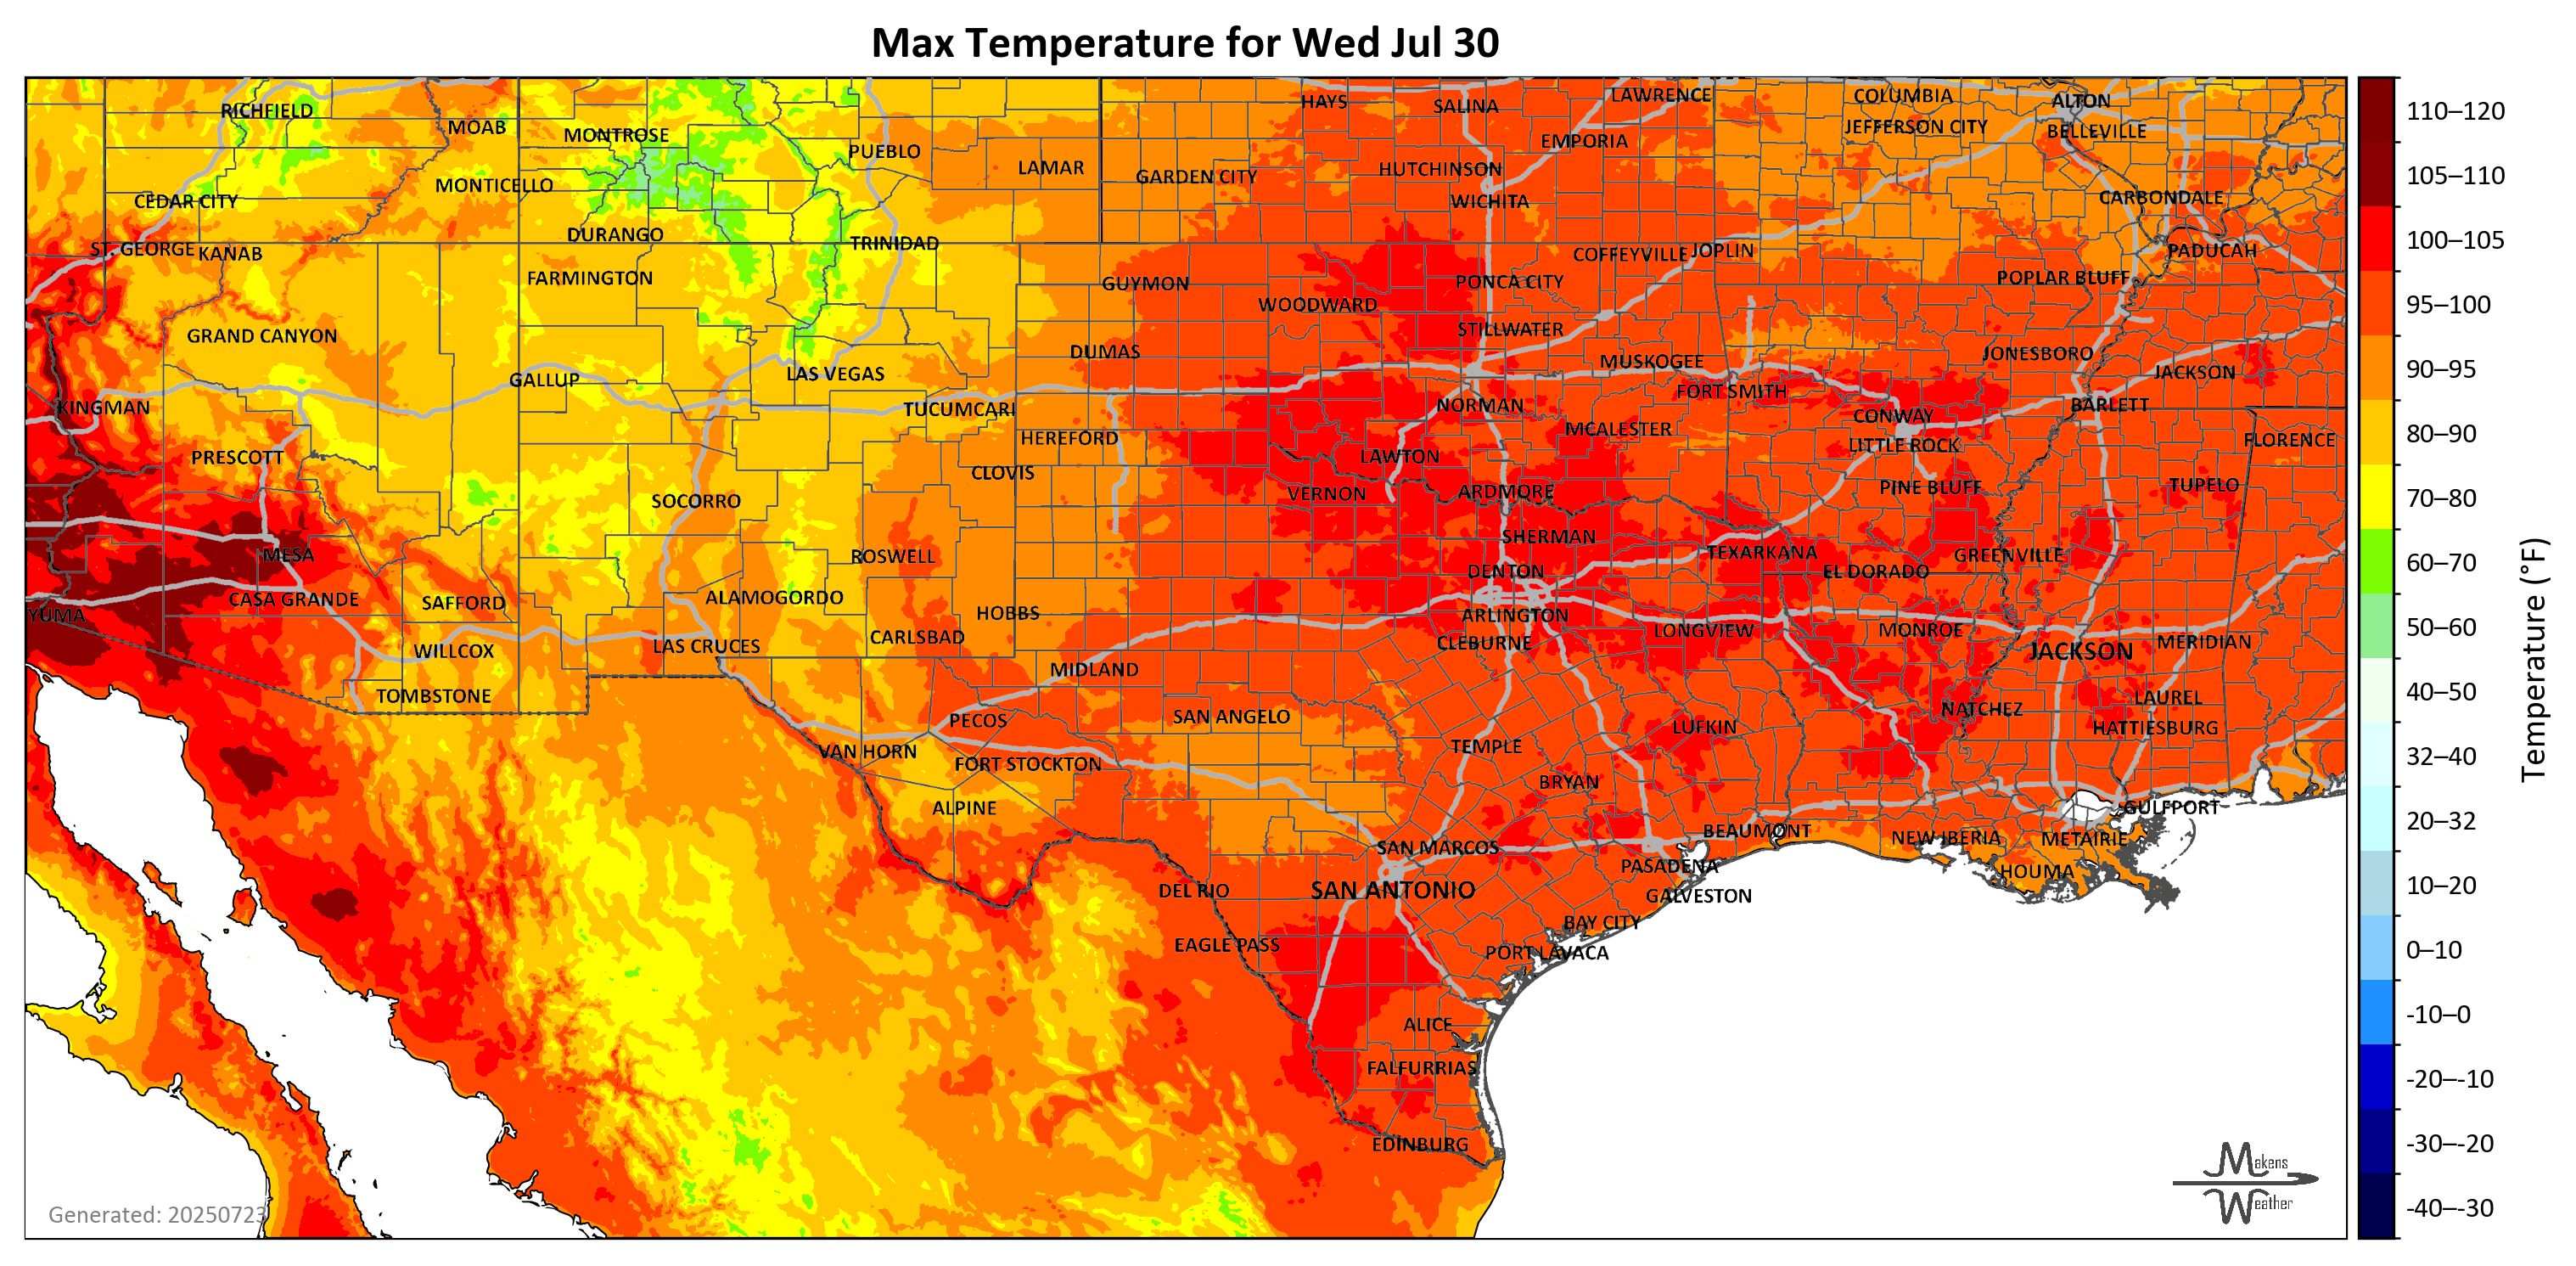 Max Temperature for Wed Jul 30
RICHFIELD
MOAB
MONTROSE
PUEBLO
LAMAR
GARDEN CITY
HAYS
SALINA
LAWRENCE
EMPORIA
HUTCHINSON
WICHITA
COLUMBIA
JEFFERSON CITY
ALTON
BELLEVILLE
CARBONDALE
PADUCAH
CEDAR CITY
MONTICELLO
DURANGO
TRINIDAD
ST. GEORGE
KANAB
FARMINGTON
GUYMON
WOODWARD
PONCA CITY
COFFEYVILLE
JOPLIN
POPLAR BLUFF
GRAND CANYON
GALLUP
LAS VEGAS
DUMAS
STILLWATER
MUSKOGEE
FORT SMITH
JONESBORO
JACKSON
KINGMAN
TUCUMCARI
HEREFORD
NORMAN
MCALESTER
CONWAY
LITTLE ROCK
BARLETT
FLORENCE
PRESCOTT
SOCORRO
CLOVIS
LAWTON
VERNON
ARDMORE
PINE BLUFF
TUPELO
MESA
ROSWELL
SHERMAN
TEXARKANA
GREENVILLE
YUMA
CASA GRANDE
SAFFORD
ALAMOGORDO
HOBBS
DENTON
ARLINGTON
EL DORADO
WILLCOX
LAS CRUCES
CARLSBAD
CLEBURNE
LONGVIEW
MONROE
JACKSON
MERIDIAN
TOMBSTONE
MIDLAND
PECOS
SAN ANGELO
LUFKIN
NATCHEZ
LAUREL
HATTIESBURG
VAN HORN
FORT STOCKTON
TEMPLE
BRYAN
ALPINE
BEAUMONT
NEW IBERIA
METAIRIE
GULFPORT
SAN MARCOS
PASADENA
HOUMA
DEL RIO
SAN ANTONIO
GALVESTON
BAY CITY
EAGLE PASS
PORT LAVACA
ALICE
FALFURRIAS
EDINBURG
Generated: 20250723
Makens
Weather
110–120
105–110
100–105
95–100
90–95
80–90
70–80
60–70
50–60
40–50
32–40
20–32
10–20
0–10
-10–0
-20–-10
-30–-20
-40–-30
Temperature (°F)